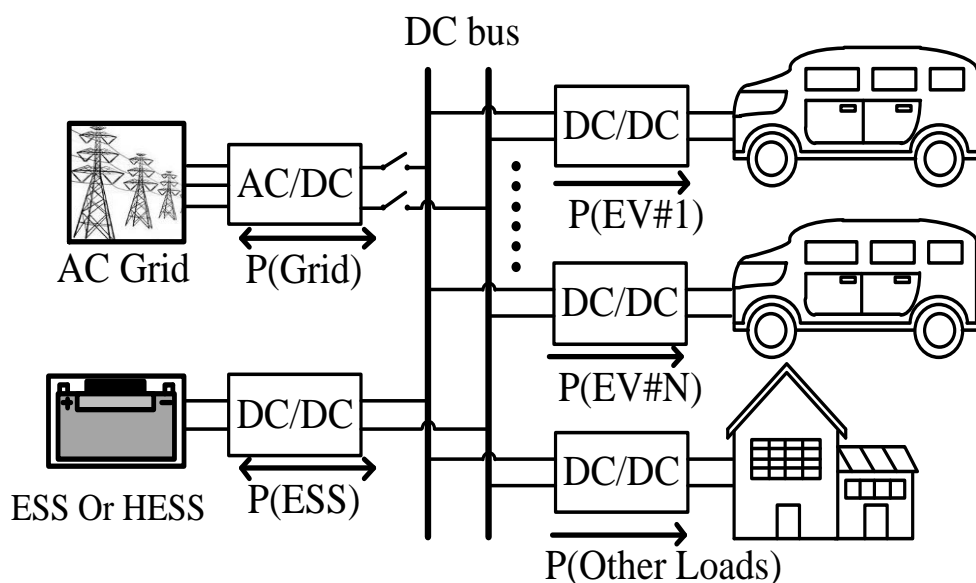 DC bus
AC/DC
P(Grid)
AC Grid
+ −
DC/DC
P(ESS)
ESS Or HESS
DC/DC
P(EV#1)
DC/DC
P(EV#N)
DC/DC
P(Other Loads)